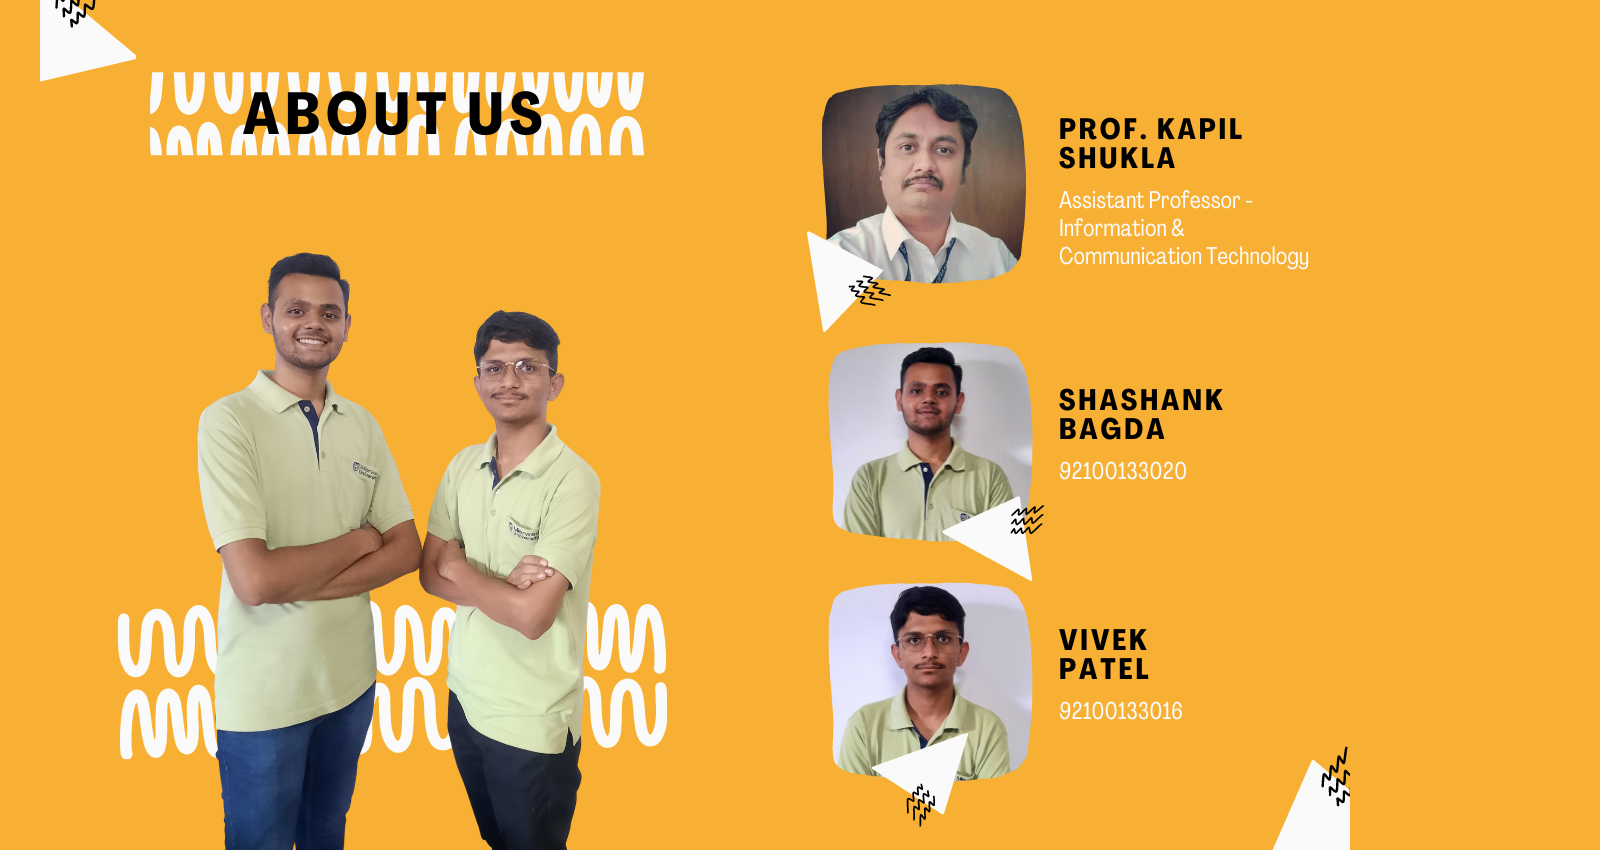 ABOUT US
PROF. KAPIL
SHUKLA
Assistant Professor -
Information &
Communication Technology
SHASHANK
BAGDA
92100133020
VIVEK
PATEL
92100133016